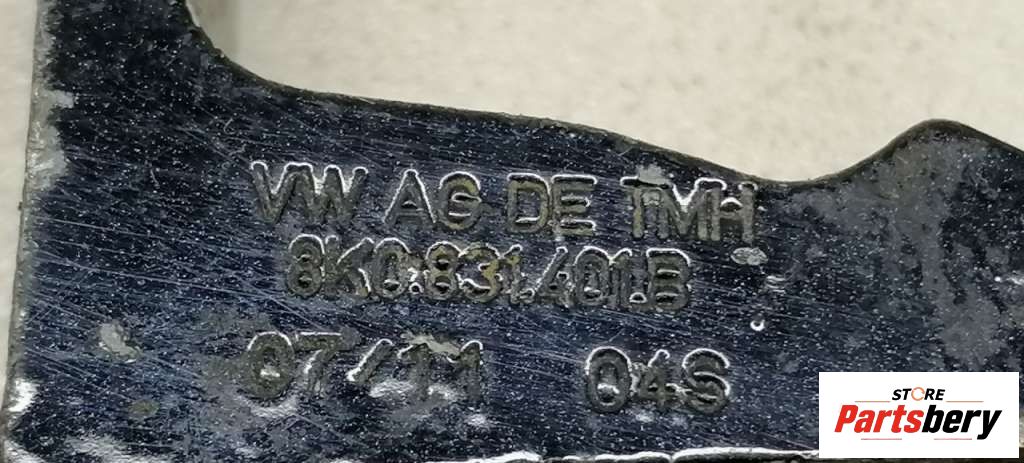 VW AG DE TMH
8K0.831.401.B
07/11 04S
STORE
Partsbery